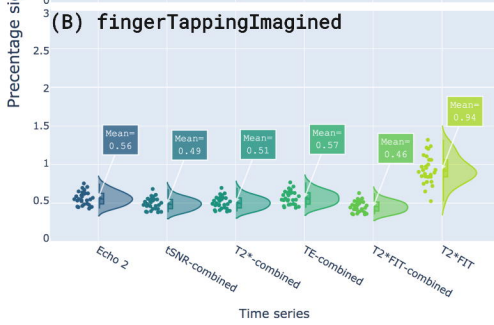 Precentage si
(B) fingerTappingImagined
3
2.5
2
1.5
1
0.5
0
Mean=
0.56
Mean=
0.49
Mean=
0.51
Mean=
0.57
Mean=
0.46
Mean=
0.94
Echo 2
tSNR-combined
T2*-combined
TE-combined
T2*FIT-combined
T2*FIT
Time series